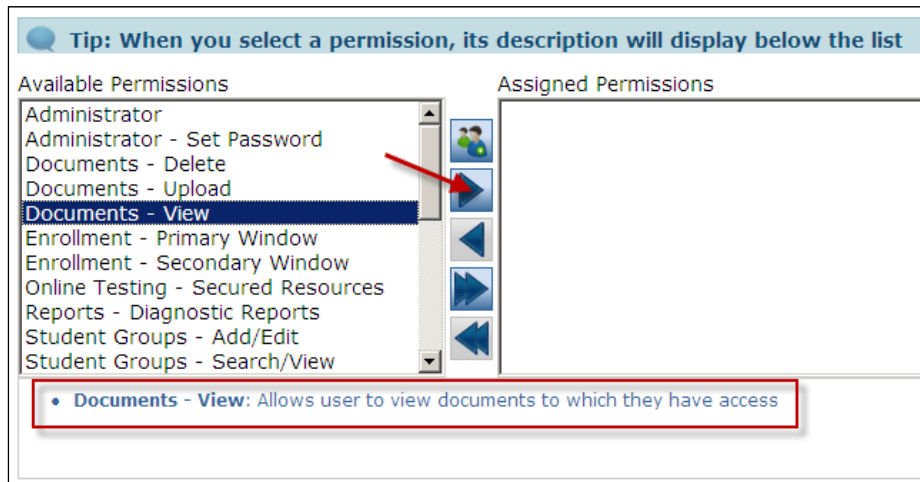 Tip: When you select a permission, its description will display below the list
Available Permissions
Assigned Permissions
Administrator
Administrator - Set Password
Documents - Delete
Documents - Upload
Documents - View
Enrollment - Primary Window
Enrollment - Secondary Window
Online Testing - Secured Resources
Reports - Diagnostic Reports
Student Groups - Add/Edit
Student Groups - Search/View
• Documents - View: Allows user to view documents to which they have access